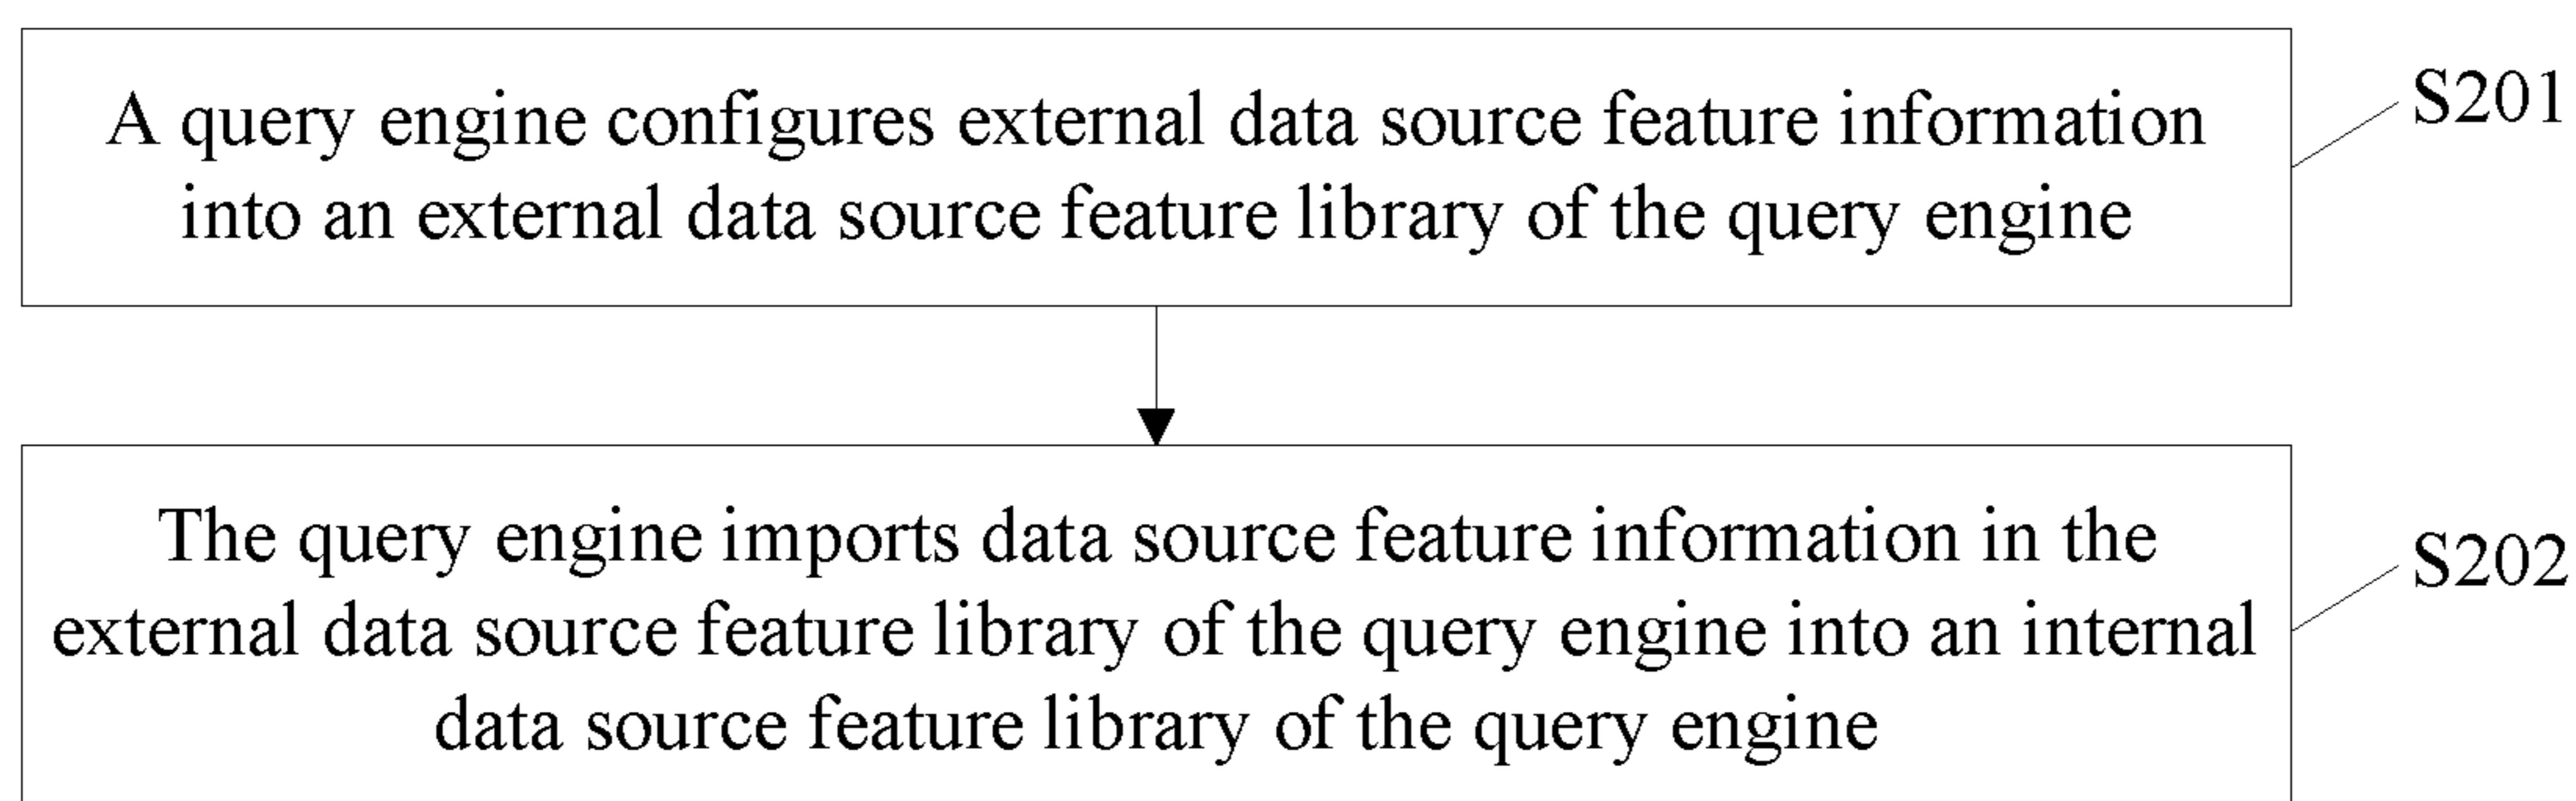 A query engine configures external data source feature information
into an external data source feature library of the query engine
S201
The query engine imports data source feature information in the
external data source feature library of the query engine into an internal
data source feature library of the query engine
S202